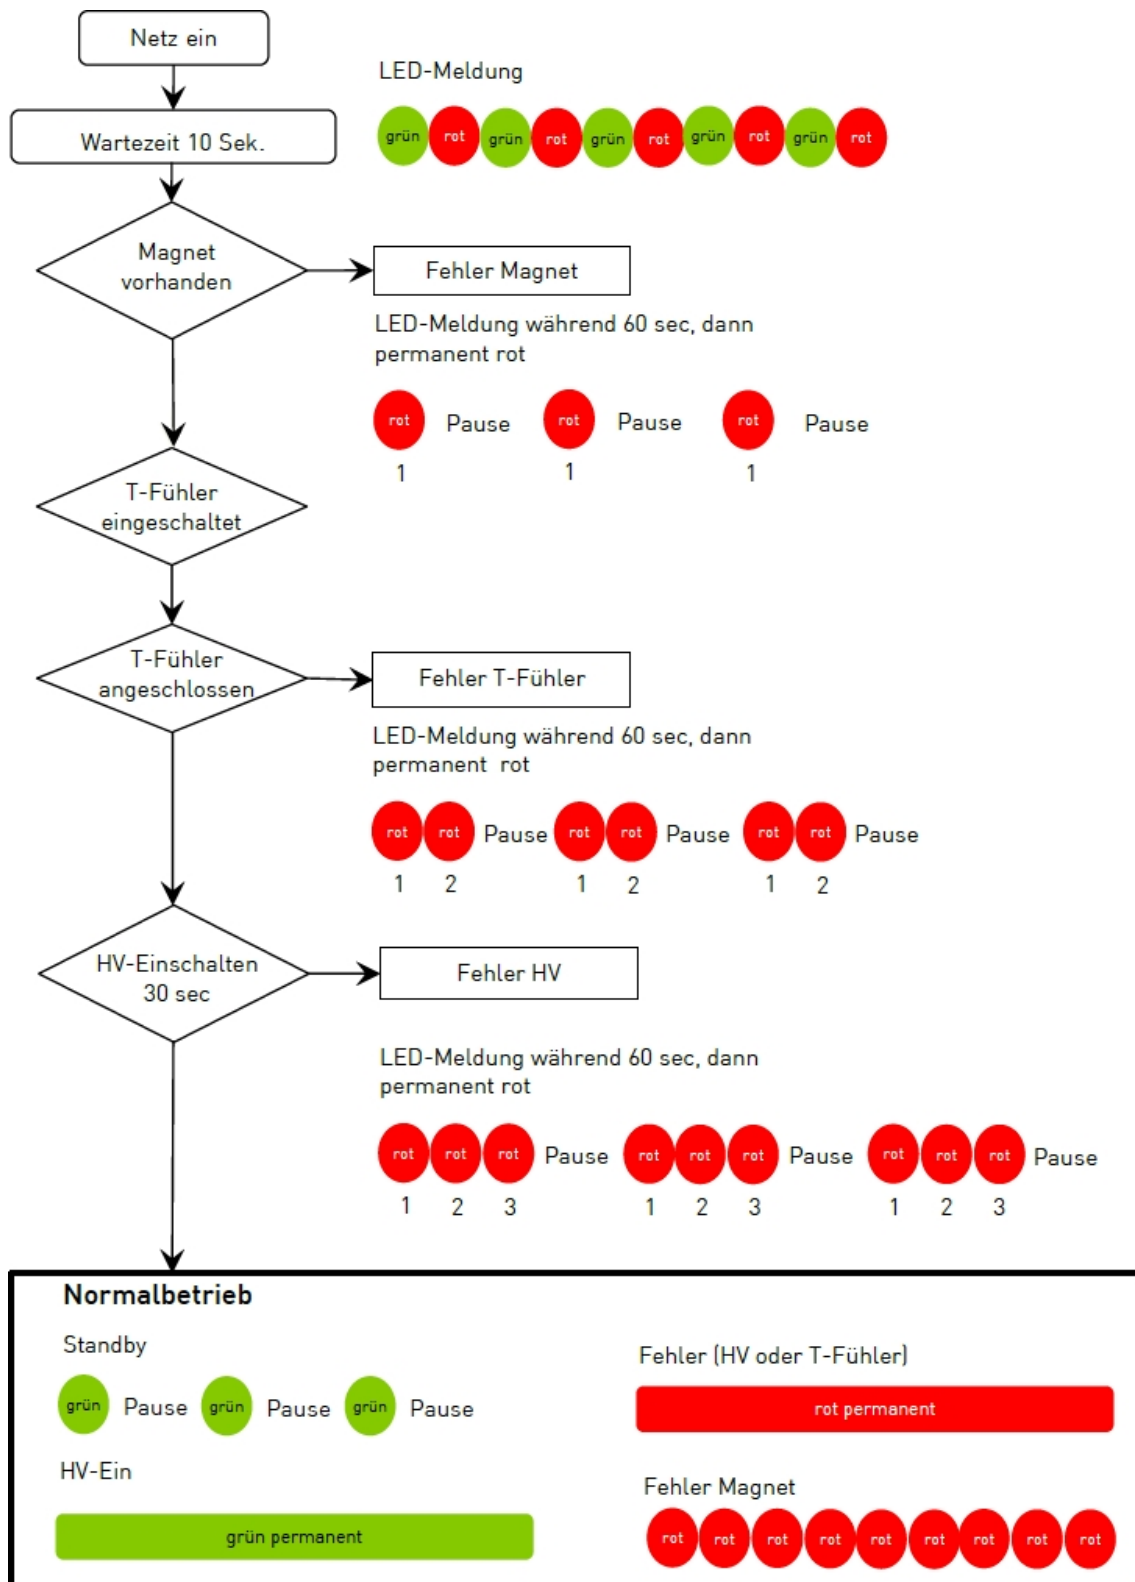 Netz ein
LED-Meldung
Wartezeit 10 Sek.
grün rot grün rot grün rot grün rot grün rot
Magnet
vorhanden
Fehler Magnet
LED-Meldung während 60 sec, dann
permanent rot
rot Pause rot Pause rot Pause
1 1 1
T-Fühler
eingeschaltet
T-Fühler
angeschlossen
Fehler T-Fühler
LED-Meldung während 60 sec, dann
permanent rot
rot rot Pause rot rot Pause rot rot Pause
1 2 1 2 1 2
HV-Einschalten
30 sec
Fehler HV
LED-Meldung während 60 sec, dann
permanent rot
rot rot rot Pause rot rot rot Pause rot rot rot Pause
1 2 3 1 2 3 1 2 3
Normalbetrieb
Standby
grün Pause grün Pause grün Pause
HV-Ein
grün permanent
Fehler (HV oder T-Fühler)
rot permanent
Fehler Magnet
rot rot rot rot rot rot rot rot rot